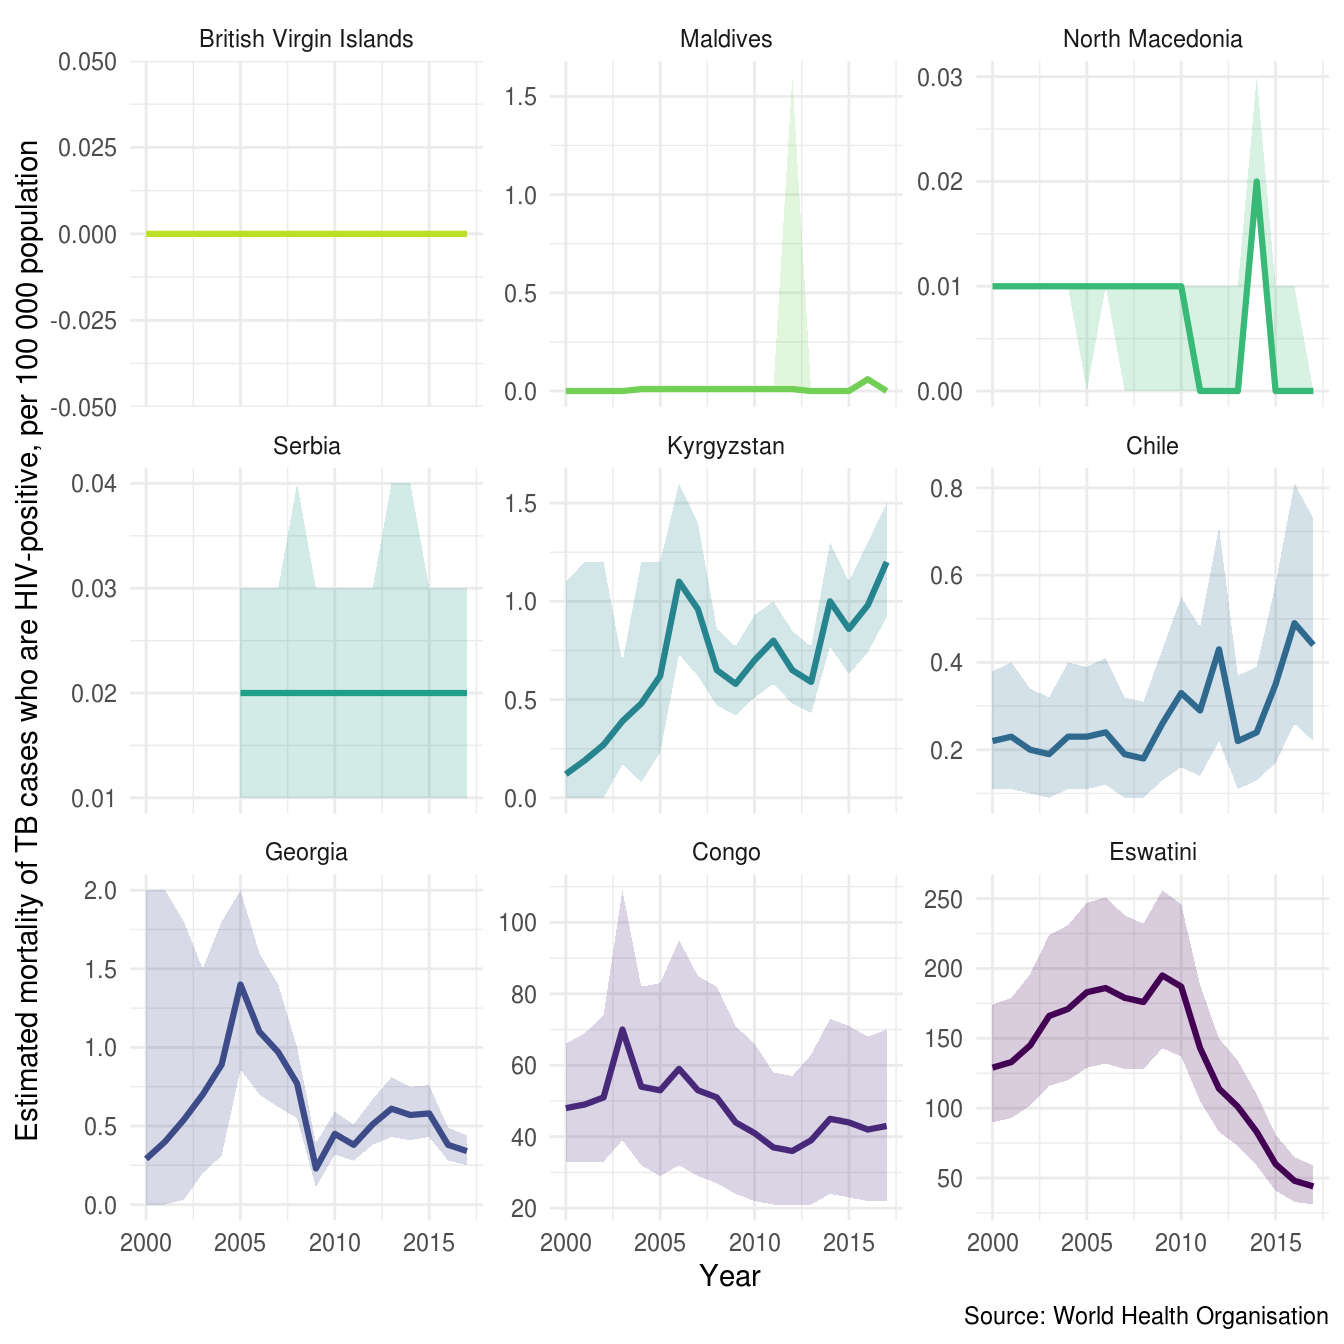 British Virgin Islands
Maldives
North Macedonia
0.050
0.025
0.000
-0.025
-0.050
1.5
1.0
0.5
0.0
0.03
0.02
0.01
0.00
Serbia
Kyrgyzstan
Chile
0.04
0.03
0.02
0.01
1.5
1.0
0.5
0.0
0.8
0.6
0.4
0.2
Georgia
Congo
Eswatini
2.0
1.5
1.0
0.5
0.0
100
80
60
40
20
250
200
150
100
50
2000 2005 2010 2015
2000 2005 2010 2015
2000 2005 2010 2015
Estimated mortality of TB cases who are HIV-positive, per 100 000 population
Year
Source: World Health Organisation